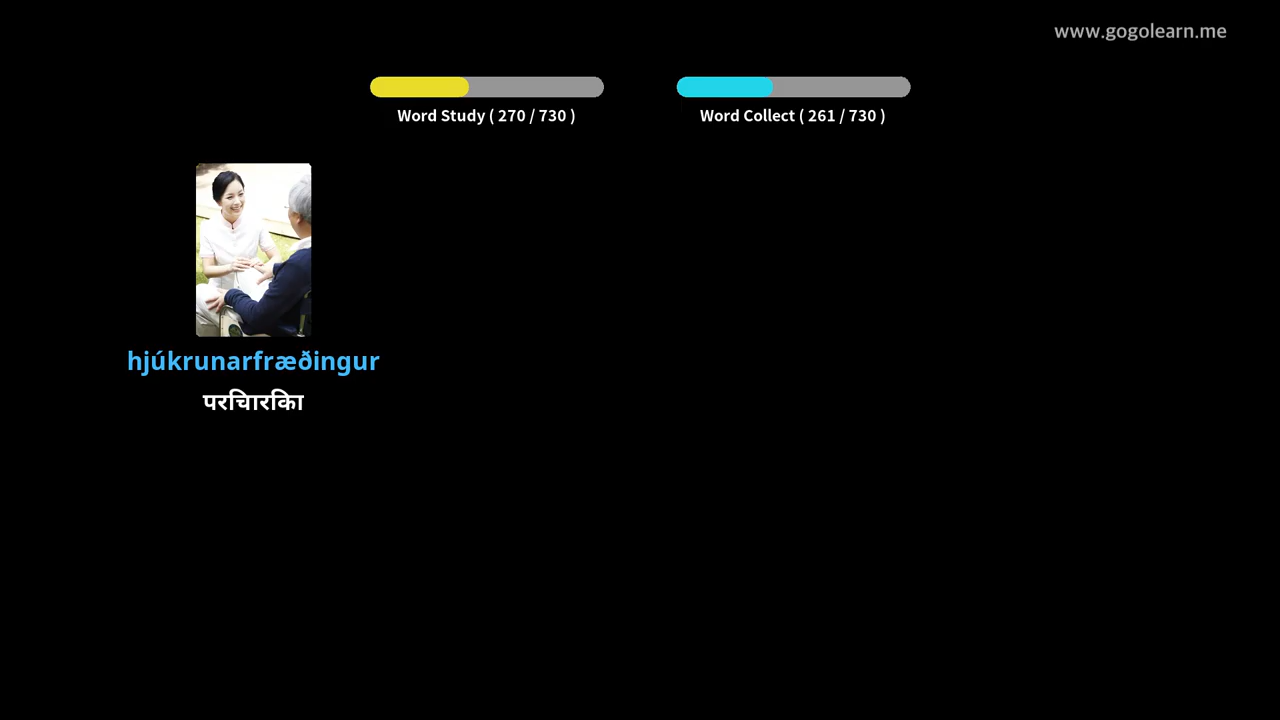 www.gogolearn.me
Word Study ( 270 / 730 )
Word Collect ( 261 / 730 )
hjúkrunarfræðingur
परिचारिका